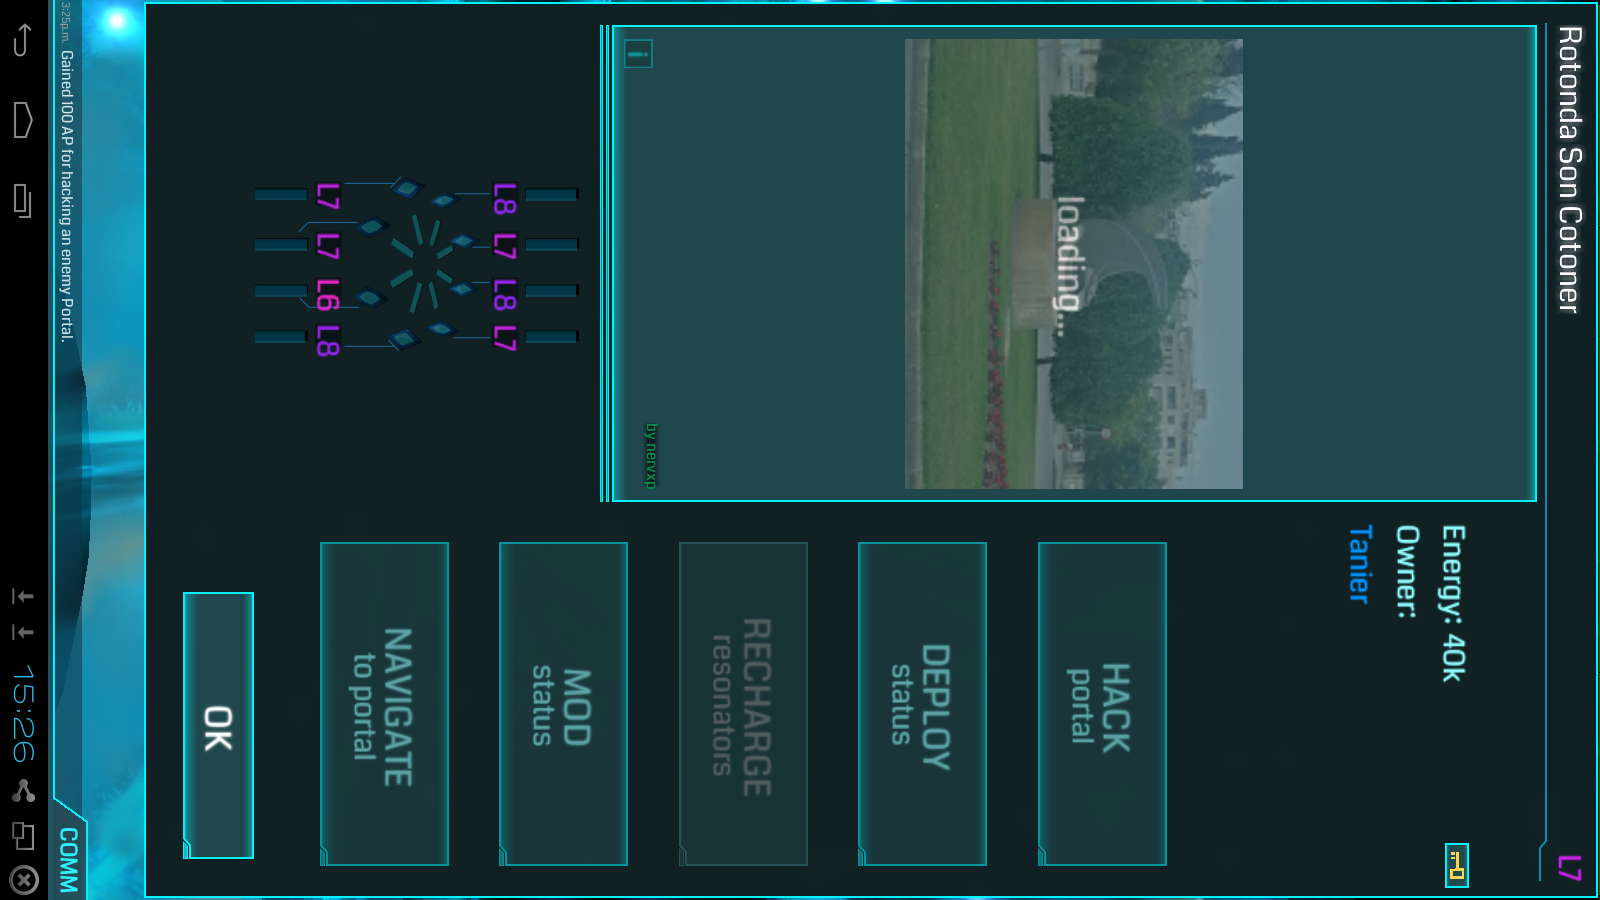 Rotonda Son Cotoner
L7
Energy: 40k
Owner:
Tanier
loading...
i
by nervxp
HACK
portal
DEPLOY
status
RECHARGE
resonators
MOD
status
NAVIGATE
to portal
L8 L7 L8 L7
L7 L7 L6 L8
OK
3:25p.m. Gained 100 AP for hacking an enemy Portal.
COMM
15:26